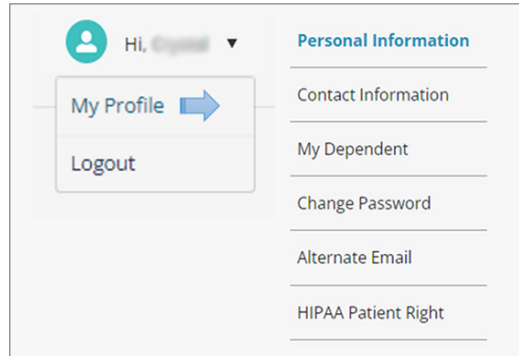 Hi,
My Profile
Logout
Personal Information
Contact Information
My Dependent
Change Password
Alternate Email
HIPAA Patient Right